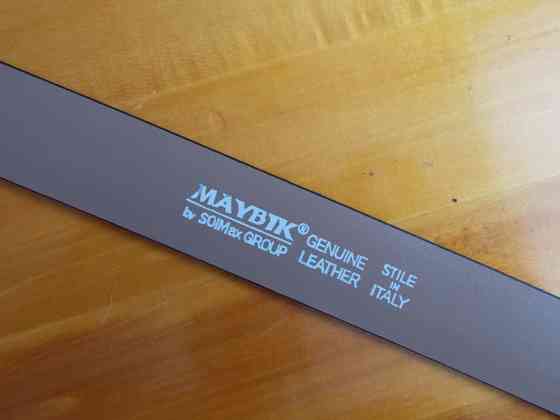 MAYBIK®
by SOIMax GROUP
GENUINE
LEATHER
STILE
IN
ITALY